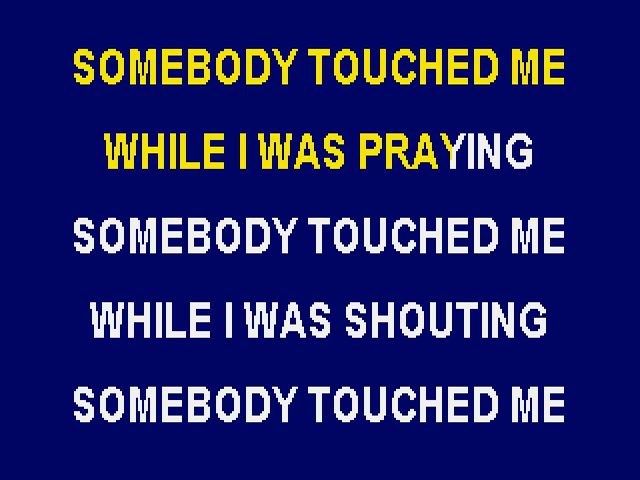 SOMEBODY TOUCHED ME
WHILE I WAS PRAYING
SOMEBODY TOUCHED ME
WHILE I WAS SHOUTING
SOMEBODY TOUCHED ME